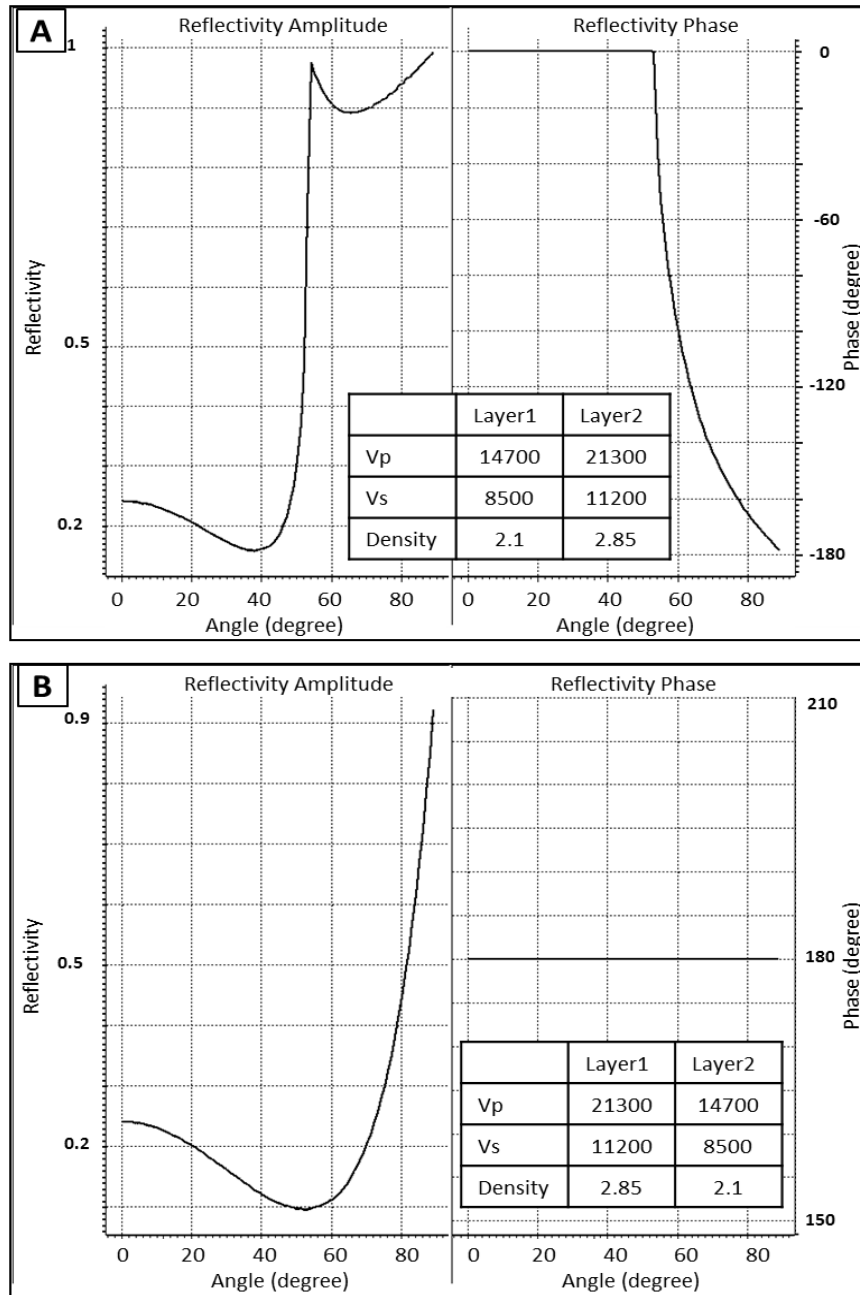 A
Reflectivity Amplitude
Reflectivity Phase
1
0.5
0.2
Reflectivity
0 20 40 60 80
Angle (degree)
0
-60
-120
-180
Phase (degree)
0 20 40 60 80
Angle (degree)
Layer1 Layer2
Vp 14700 21300
Vs 8500 11200
Density 2.1 2.85
B
Reflectivity Amplitude
Reflectivity Phase
0.9
0.5
0.2
Reflectivity
0 20 40 60 80
Angle (degree)
210
180
150
Phase (degree)
0 20 40 60 80
Angle (degree)
Layer1 Layer2
Vp 21300 14700
Vs 11200 8500
Density 2.85 2.1